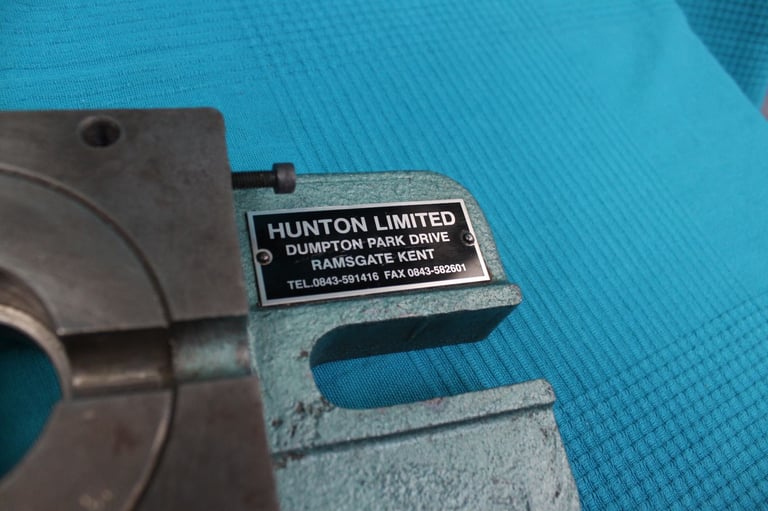 HUNTON LIMITED
DUMPTON PARK DRIVE
RAMSGATE KENT
TEL.0843-591416 FAX 0843-582601